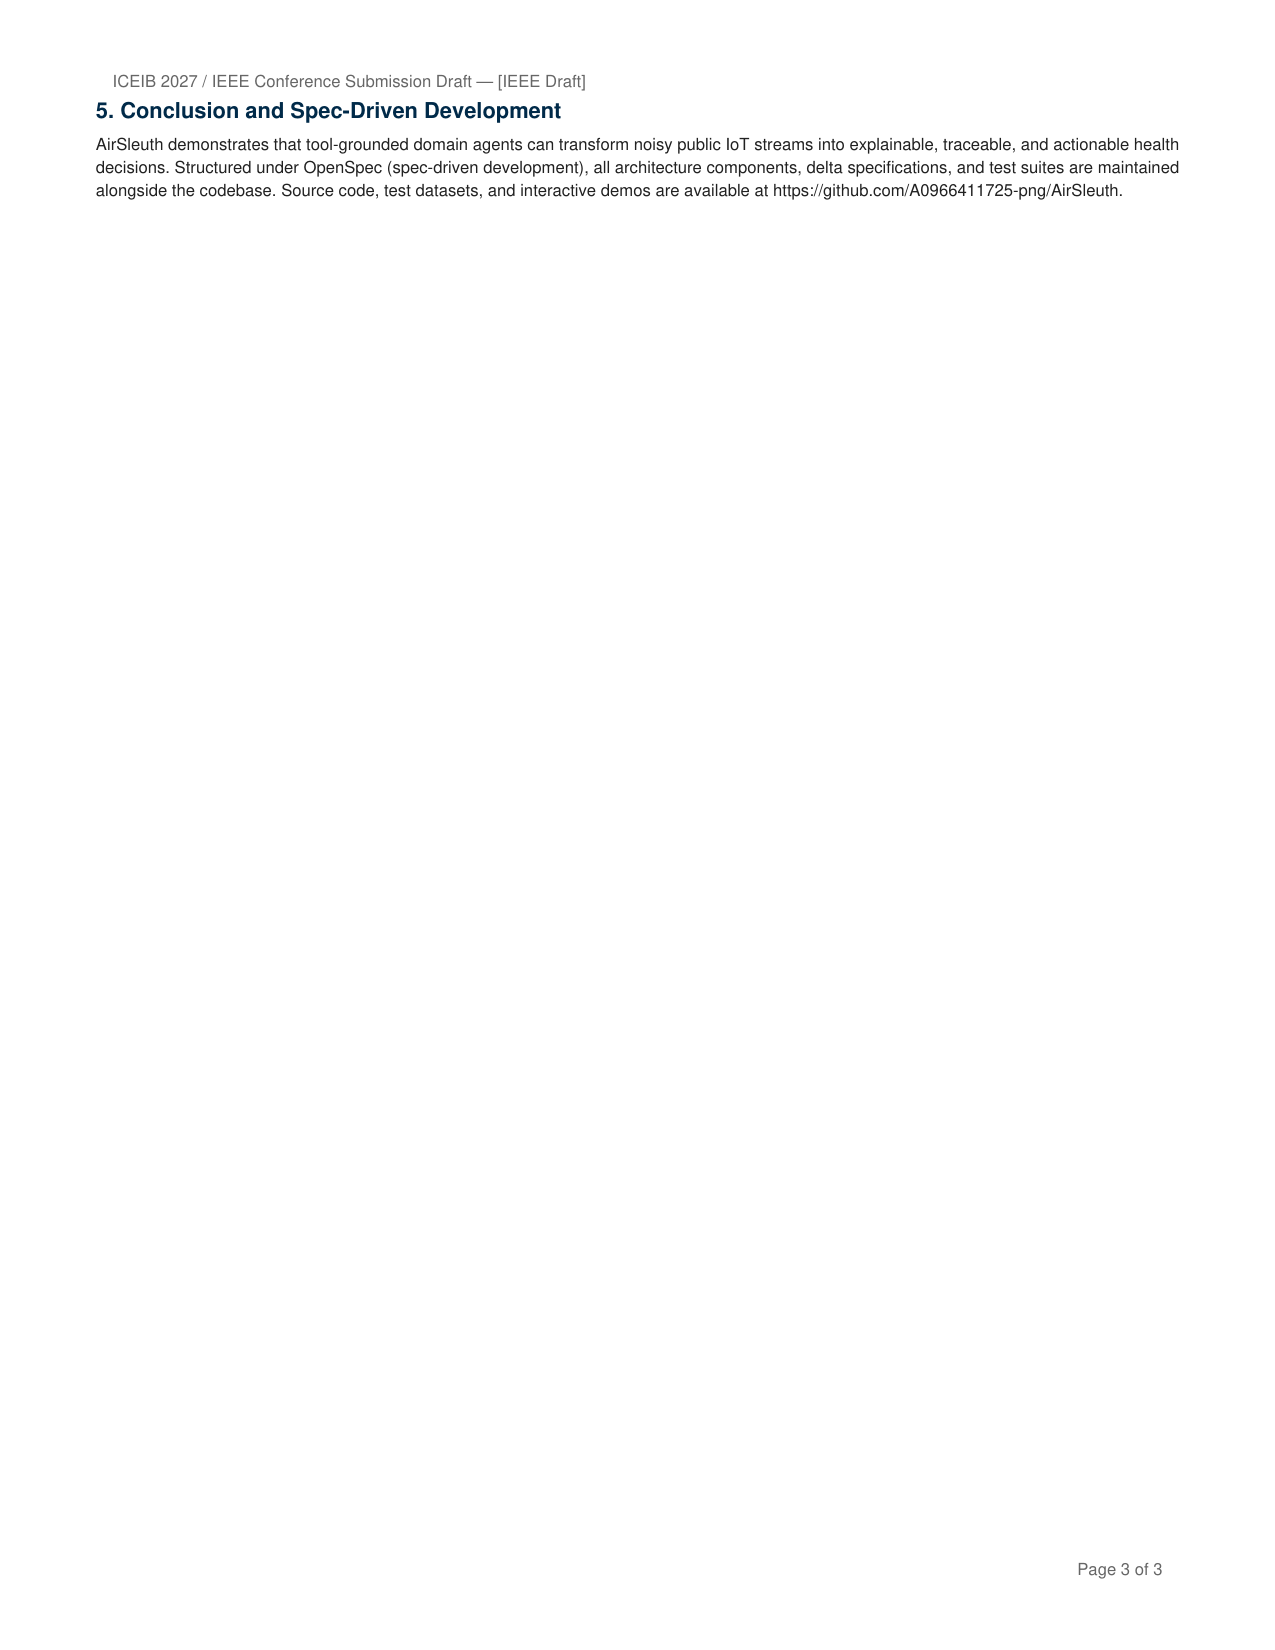 ICEIB 2027 / IEEE Conference Submission Draft — [IEEE Draft]
5. Conclusion and Spec-Driven Development
AirSleuth demonstrates that tool-grounded domain agents can transform noisy public IoT streams into explainable, traceable, and actionable health
decisions. Structured under OpenSpec (spec-driven development), all architecture components, delta specifications, and test suites are maintained
alongside the codebase. Source code, test datasets, and interactive demos are available at https://github.com/A0966411725-png/AirSleuth.
Page 3 of 3